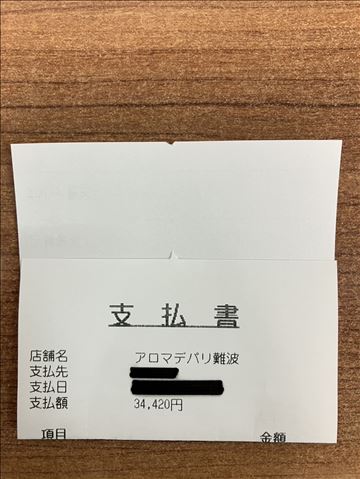 支払書
店舗名 アロマデパリ難波
支払先
支払日
支払額 34,420円
項目 金額